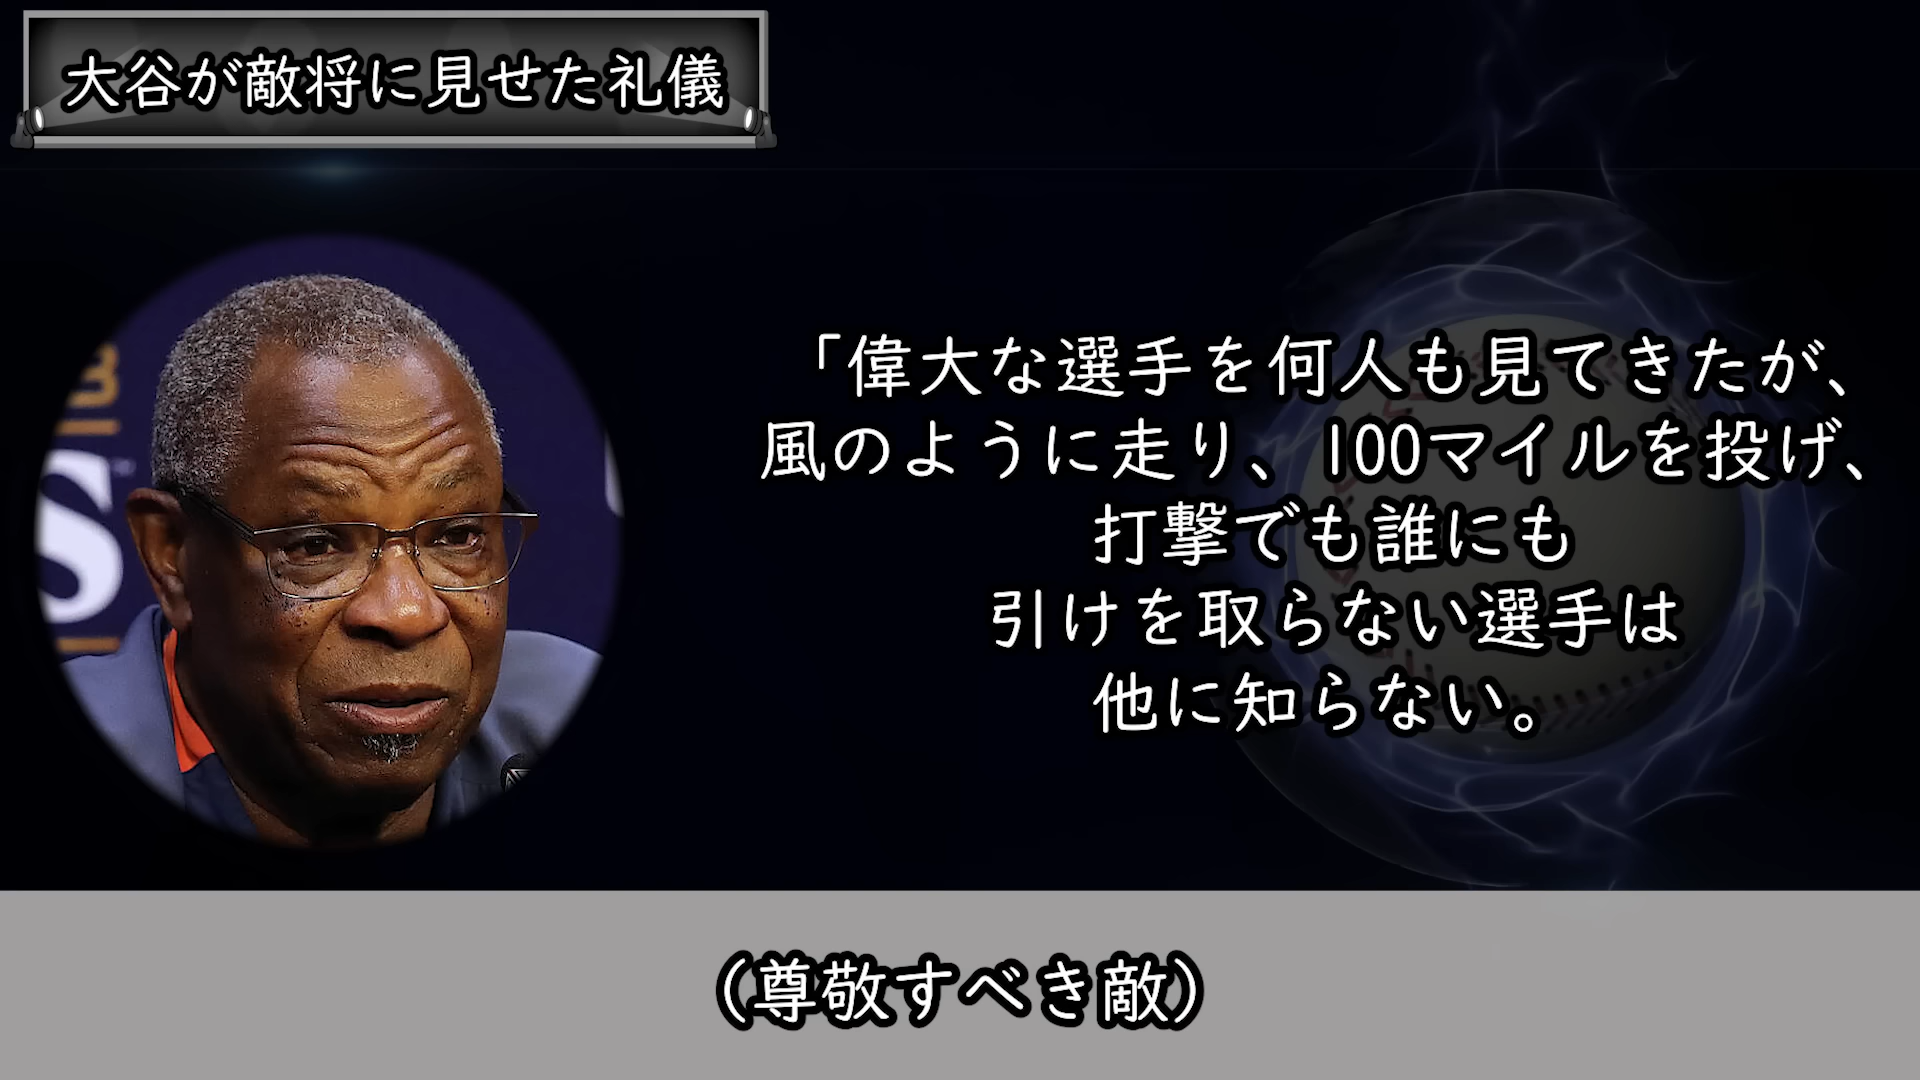 大谷が敵将に見せた礼儀
「偉大な選手を何人も見てきたが、
風のように走り、100マイルを投げ、
打撃でも誰にも
引けを取らない選手は
他に知らない。
S
(尊敬すべき敵)